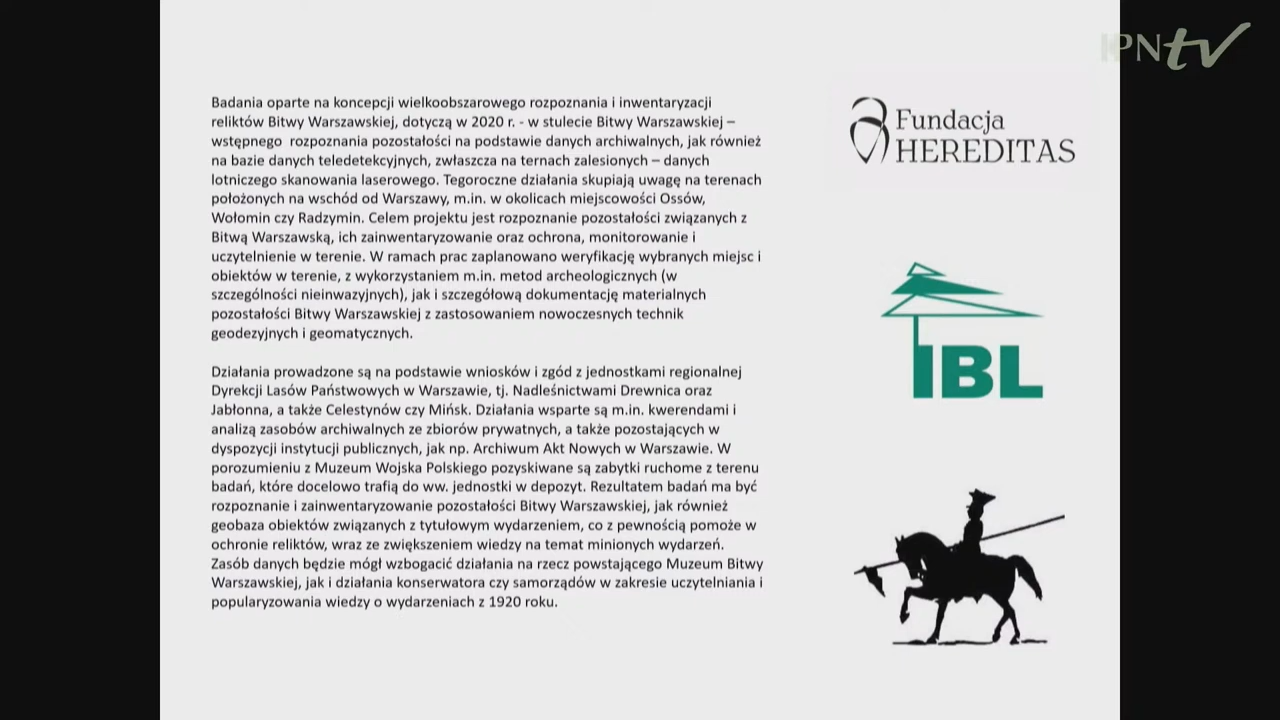 IPNtv
Badania oparte na koncepcji wielkoobszarowego rozpoznania i inwentaryzacji
reliktów Bitwy Warszawskiej, dotyczą w 2020 r. - w stulecie Bitwy Warszawskiej –
wstępnego  rozpoznania pozostałości na podstawie danych archiwalnych, jak również
na bazie danych teledetekcyjnych, zwłaszcza na ternach zalesionych – danych
lotniczego skanowania laserowego. Tegoroczne działania skupiają uwagę na terenach
położonych na wschód od Warszawy, m.in. w okolicach miejscowości Ossów,
Wołomin czy Radzymin. Celem projektu jest rozpoznanie pozostałości związanych z
Bitwą Warszawską, ich zainwentaryzowanie oraz ochrona, monitorowanie i
uczytelnienie w terenie. W ramach prac zaplanowano weryfikację wybranych miejsc i
obiektów w terenie, z wykorzystaniem m.in. metod archeologicznych (w
szczególności nieinwazyjnych), jak i szczegółową dokumentację materialnych
pozostałości Bitwy Warszawskiej z zastosowaniem nowoczesnych technik
geodezyjnych i geomatycznych.
Działania prowadzone są na podstawie wniosków i zgód z jednostkami regionalnej
Dyrekcji Lasów Państwowych w Warszawie, tj. Nadleśnictwami Drewnica oraz
Jabłonna, a także Celestynów czy Mińsk. Działania wsparte są m.in. kwerendami i
analizą zasobów archiwalnych ze zbiorów prywatnych, a także pozostających w
dyspozycji instytucji publicznych, jak np. Archiwum Akt Nowych w Warszawie. W
porozumieniu z Muzeum Wojska Polskiego pozyskiwane są zabytki ruchome z terenu
badań, które docelowo trafią do ww. jednostki w depozyt. Rezultatem badań ma być
rozpoznanie i zainwentaryzowanie pozostałości Bitwy Warszawskiej, jak również
geobaza obiektów związanych z tytułowym wydarzeniem, co z pewnością pomoże w
ochronie reliktów, wraz ze zwiększeniem wiedzy na temat minionych wydarzeń.
Zasób danych będzie mógł wzbogacić działania na rzecz powstającego Muzeum Bitwy
Warszawskiej, jak i działania konserwatora czy samorządów w zakresie uczytelniania i
popularyzowania wiedzy o wydarzeniach z 1920 roku.
Fundacja
HEREDITAS
IBL